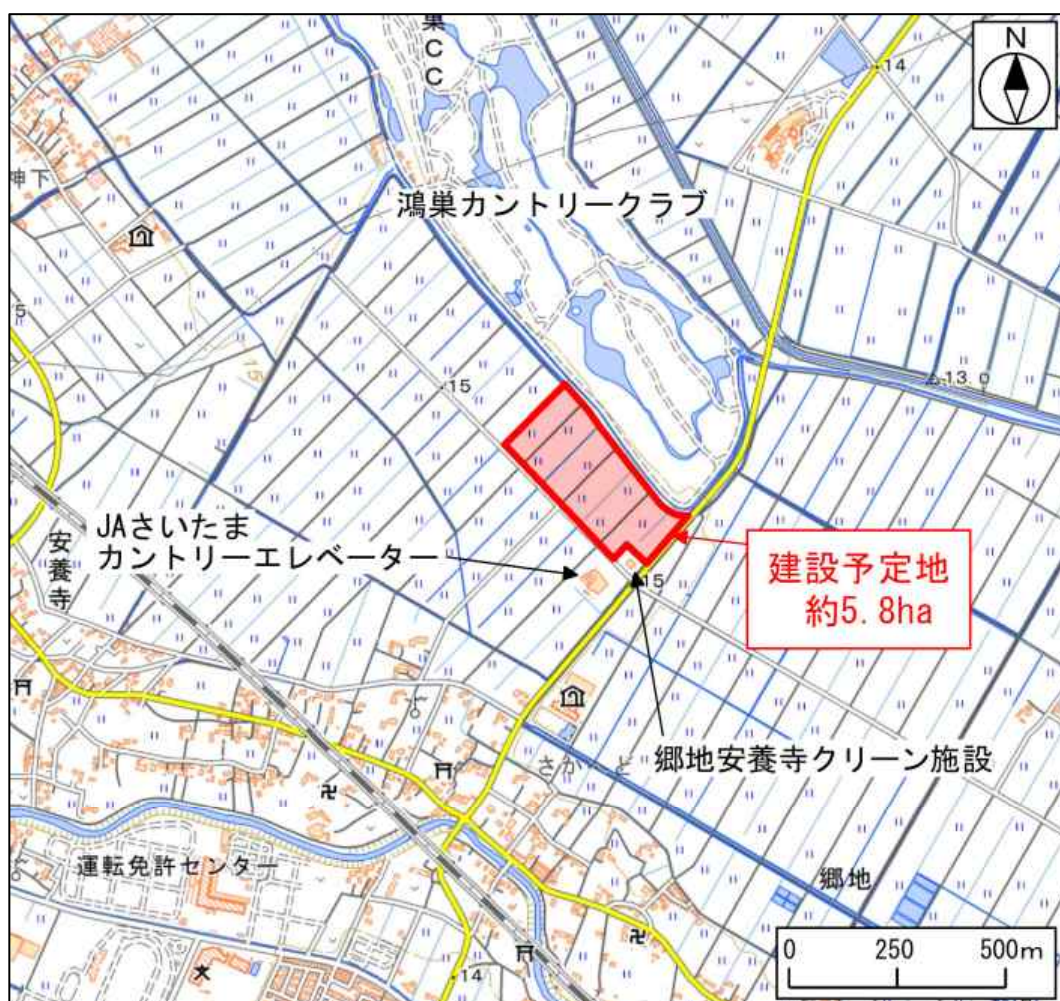 巣CC
N
14
神下
鴻巣カントリークラブ
5
15
13.0
15
JAさいたま
カントリーエレベーター
安養寺
建設予定地
約5.8ha
15
さかいど
郷地安養寺クリーン施設
運転免許センター
郷地
14
0 250 500m